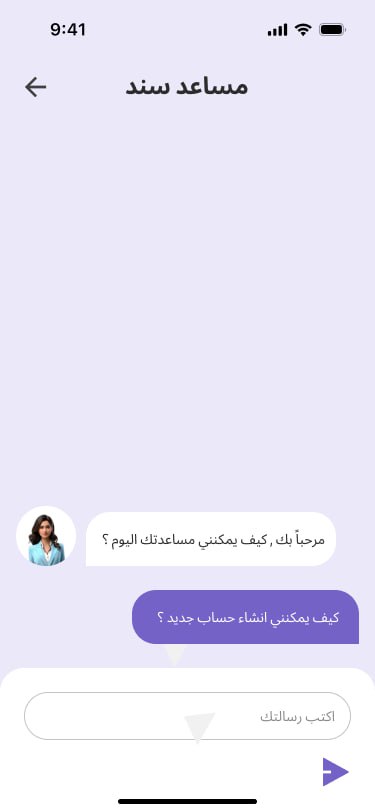 9:41
مساعد سند
مرحباً بك , كيف يمكنني مساعدتك اليوم ؟
كيف يمكنني انشاء حساب جديد ؟
اكتب رسالتك